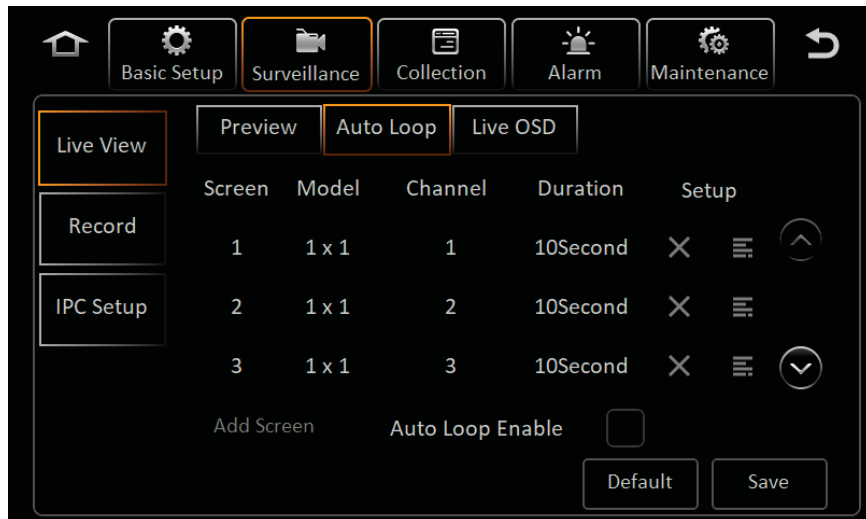 Basic Setup Surveillance Collection Alarm Maintenance
Live View
Record
IPC Setup
Preview Auto Loop Live OSD
Screen Model Channel Duration Setup
1 1 x 1 1 10Second
2 1 x 1 2 10Second
3 1 x 1 3 10Second
Add Screen Auto Loop Enable
Default Save